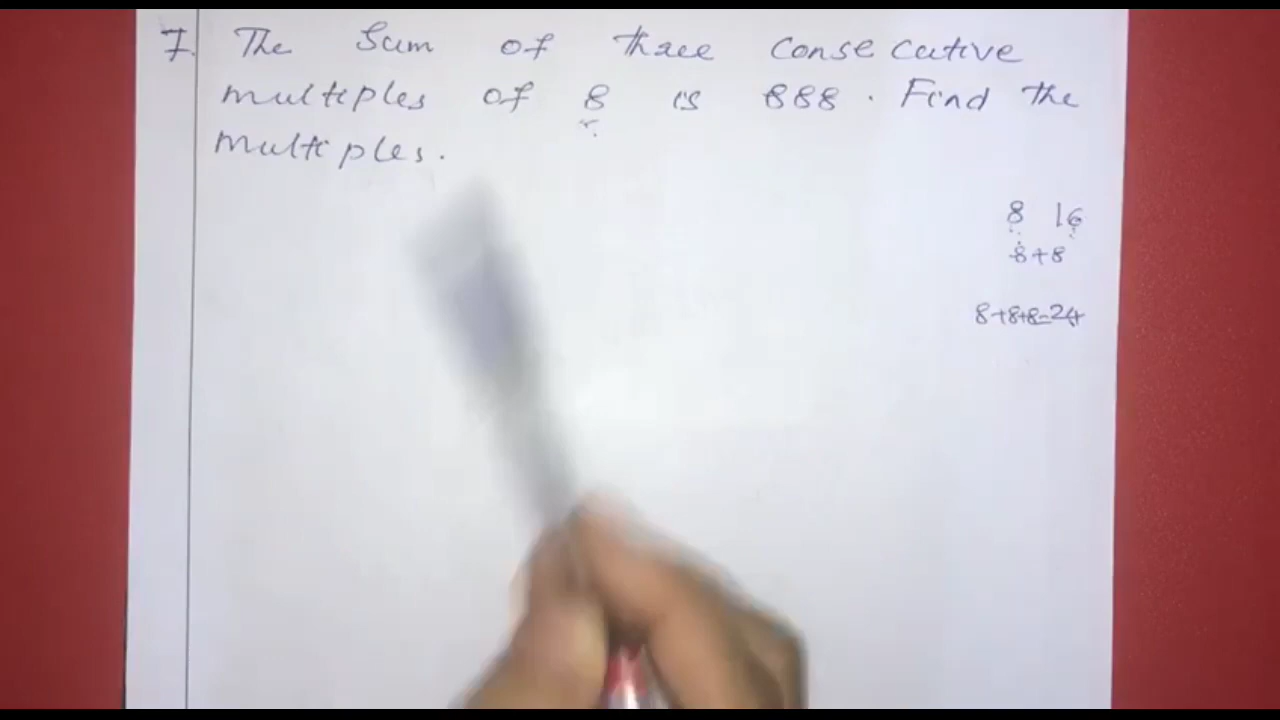 7. The Sum of three consecutive
multiples of 8 is 888. Find the
multiples.
8 16
8+8
8+8+8=24